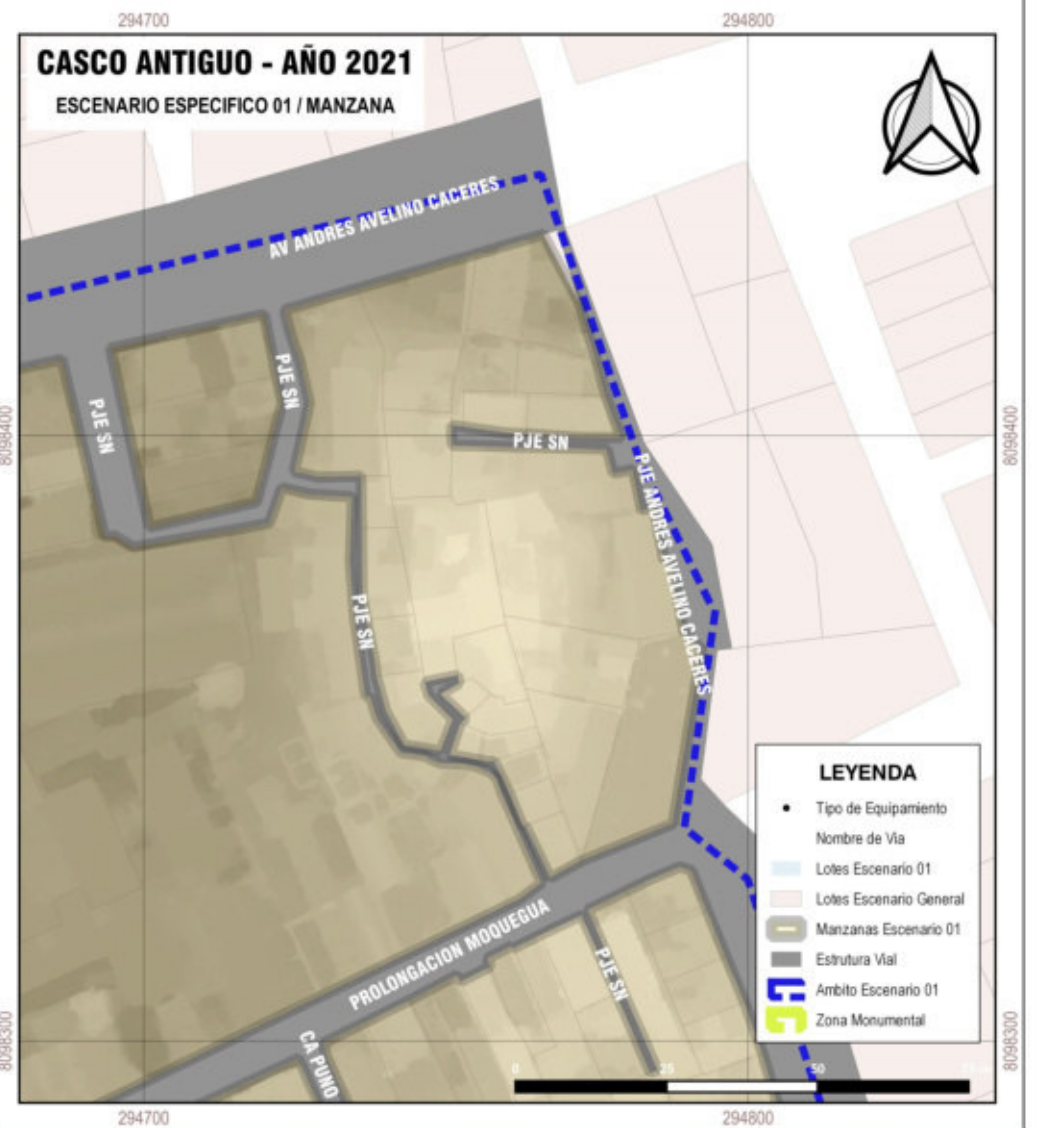 294700
294800
CASCO ANTIGUO - AÑO 2021
ESCENARIO ESPECIFICO 01 / MANZANA
AV ANDRES AVELINO CACERES
PJE SN
PJE SN
PJE SN
8098400
8098400
PJE ANDRES AVELINO CACERES
PJE SN
LEYENDA
Tipo de Equipamiento
Nombre de Via
Lotes Escenario 01
Lotes Escenario General
Manzanas Escenario 01
Estrutura Vial
Ambito Escenario 01
Zona Monumental
PROLONGACION MOQUEGUA
PJE SN
CA PUNO
8098300
8098300
0
25
50
294700
294800